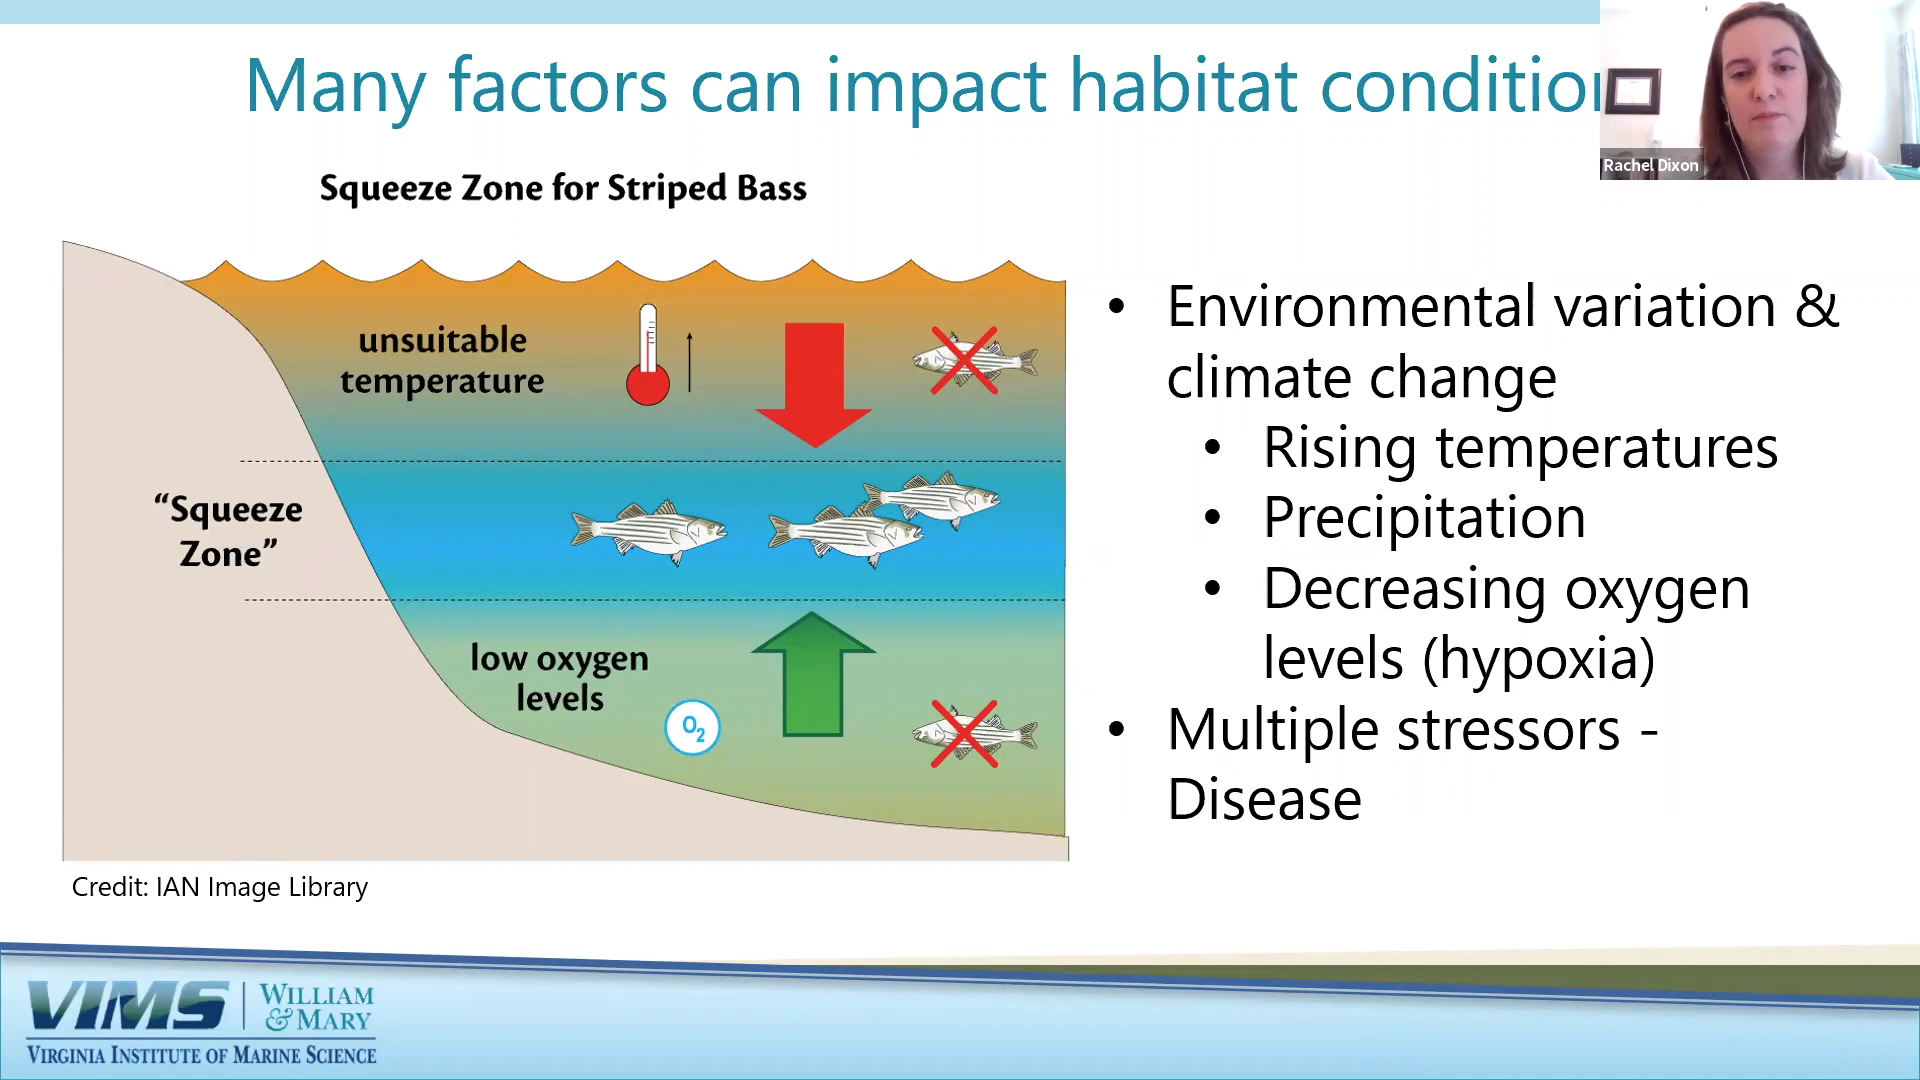 Many factors can impact habitat condition
Rachel Dixon
Squeeze Zone for Striped Bass
unsuitable
temperature
“Squeeze
Zone”
low oxygen
levels
O2
• Environmental variation &
climate change
• Rising temperatures
• Precipitation
• Decreasing oxygen
levels (hypoxia)
• Multiple stressors -
Disease
Credit: IAN Image Library
VIMS
WILLIAM
& MARY
VIRGINIA INSTITUTE OF MARINE SCIENCE